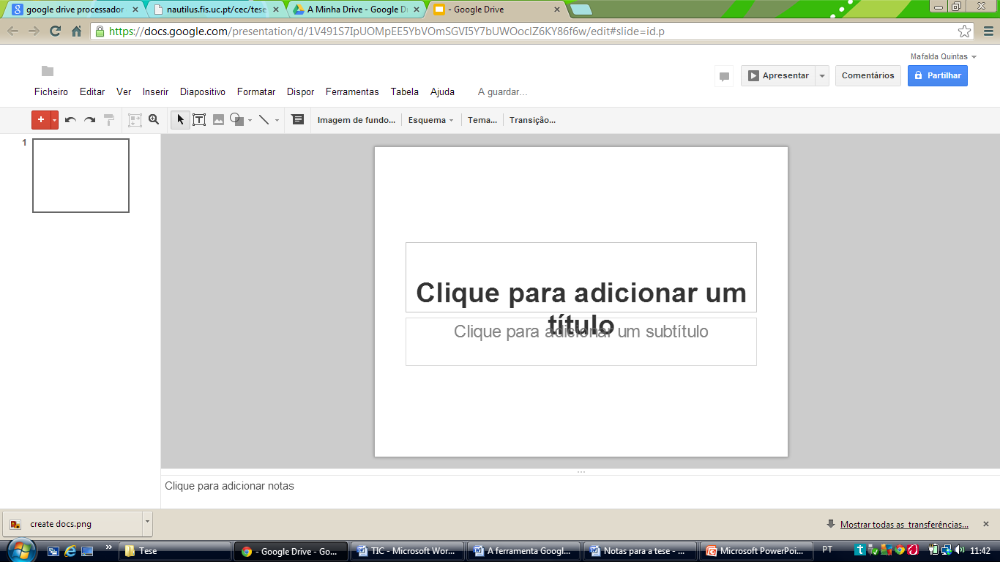 google drive processador
nautilus.fis.uc.pt/cec/tese
A Minha Drive - Google D
- Google Drive
https://docs.google.com/presentation/d/1V491S7IpUOMpEE5YbVOmSGVI5Y7bUWOoclZ6KY86f6w/edit#slide=id.p
Mafalda Quintas
Apresentar
Comentários
Partilhar
Ficheiro Editar Ver Inserir Diapositivo Formatar Dispor Ferramentas Tabela Ajuda A guardar...
Imagem de fundo... Esquema Tema... Transição...
1
Clique para adicionar um
título
Clique para adicionar um subtítulo
Clique para adicionar notas
create docs.png
Mostrar todas as transferências...
Tese
- Google Drive - Go...
TIC - Microsoft Wor...
A ferramenta Googl...
Notas para a tese - ...
Microsoft PowerPoi...
PT
11:42